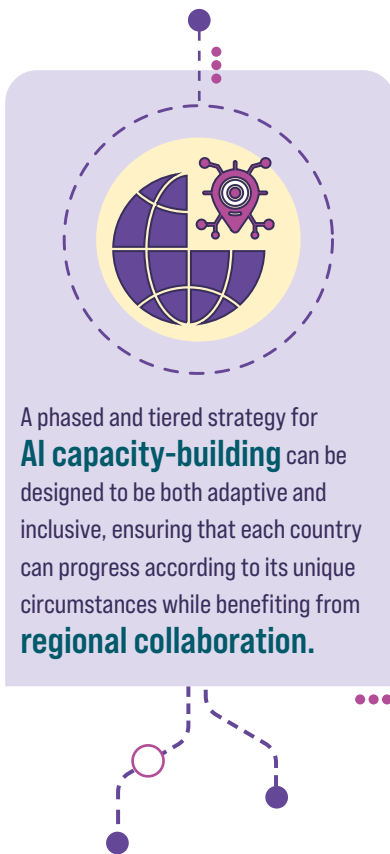 A phased and tiered strategy for
AI capacity-building can be
designed to be both adaptive and
inclusive, ensuring that each country
can progress according to its unique
circumstances while benefiting from
regional collaboration.